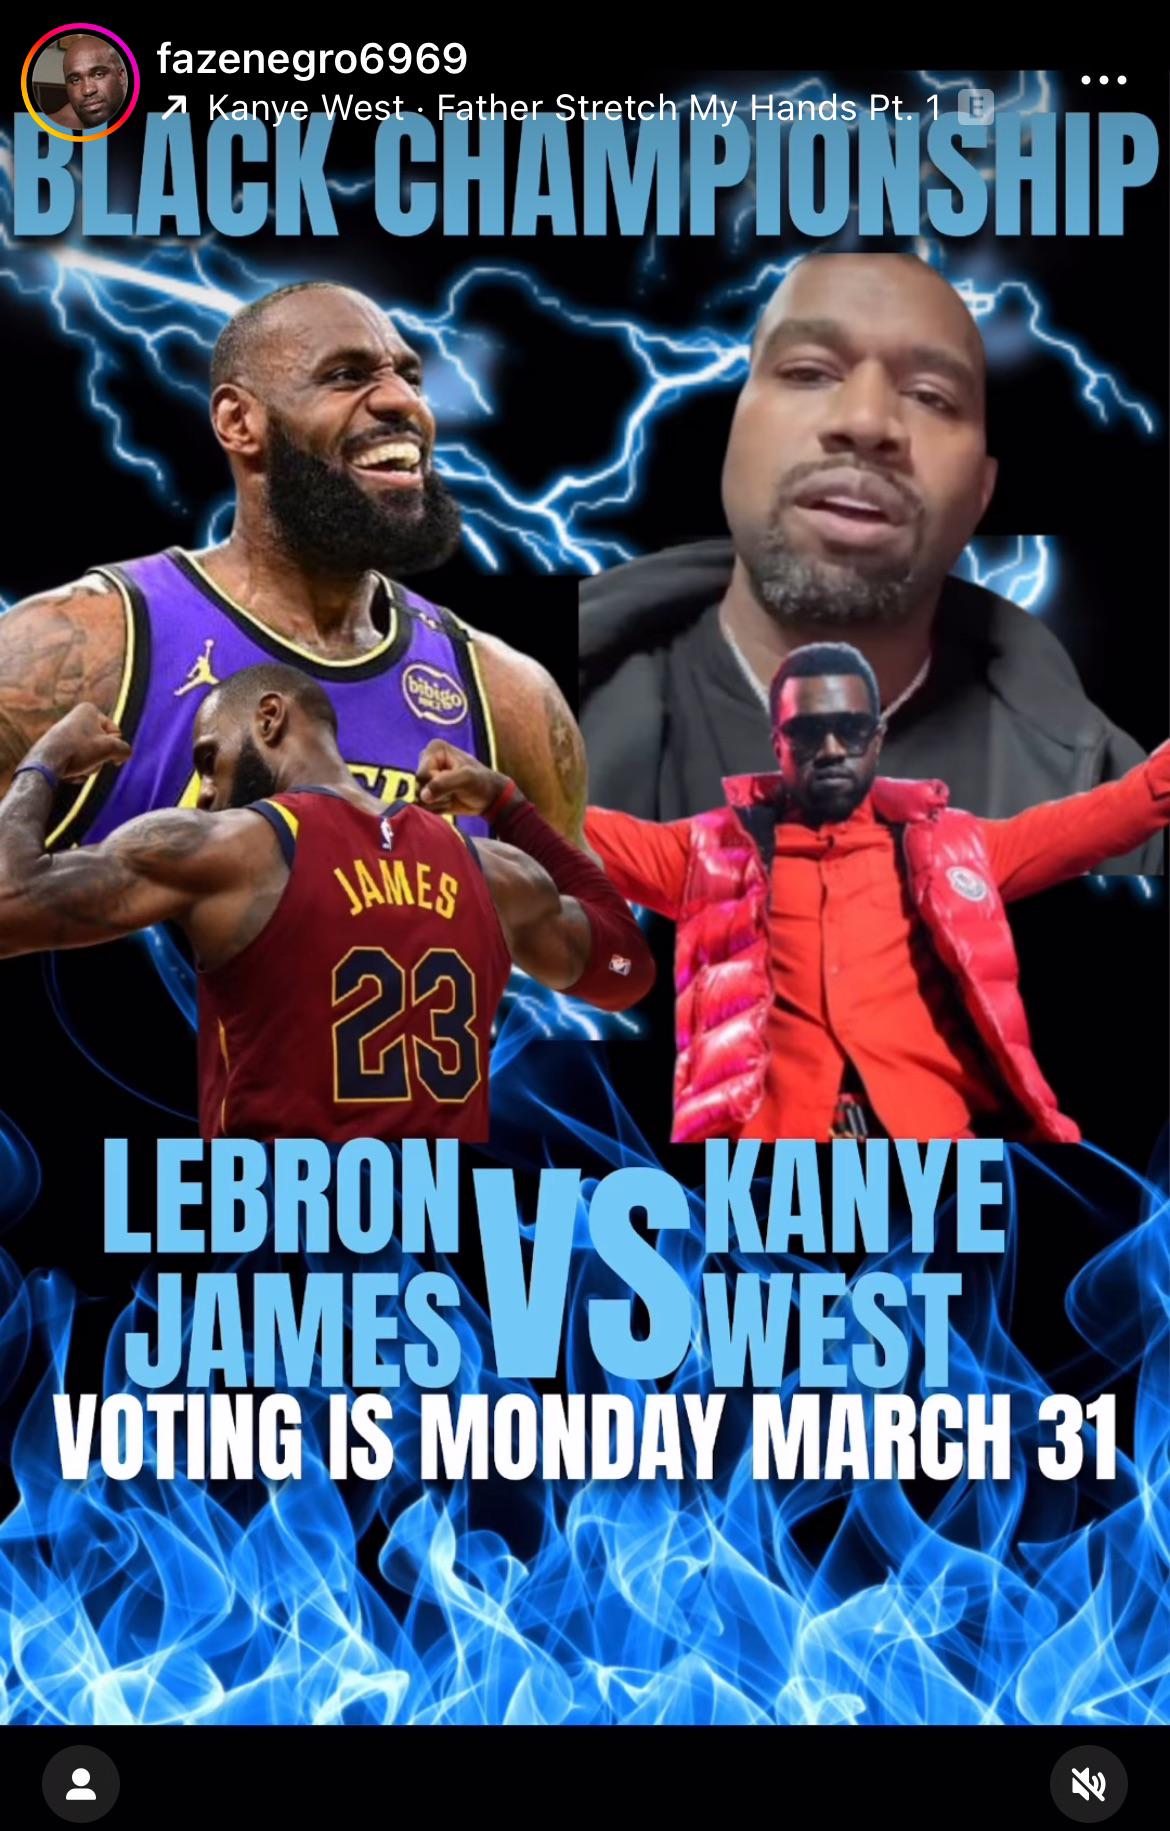 fazenegro6969
Kanye West · Father Stretch My Hands Pt. 1 E
BLACK CHAMPIONSHIP
bibigo
JAMES
23
LEBRON
JAMES
VS
KANYE
WEST
VOTING IS MONDAY MARCH 31